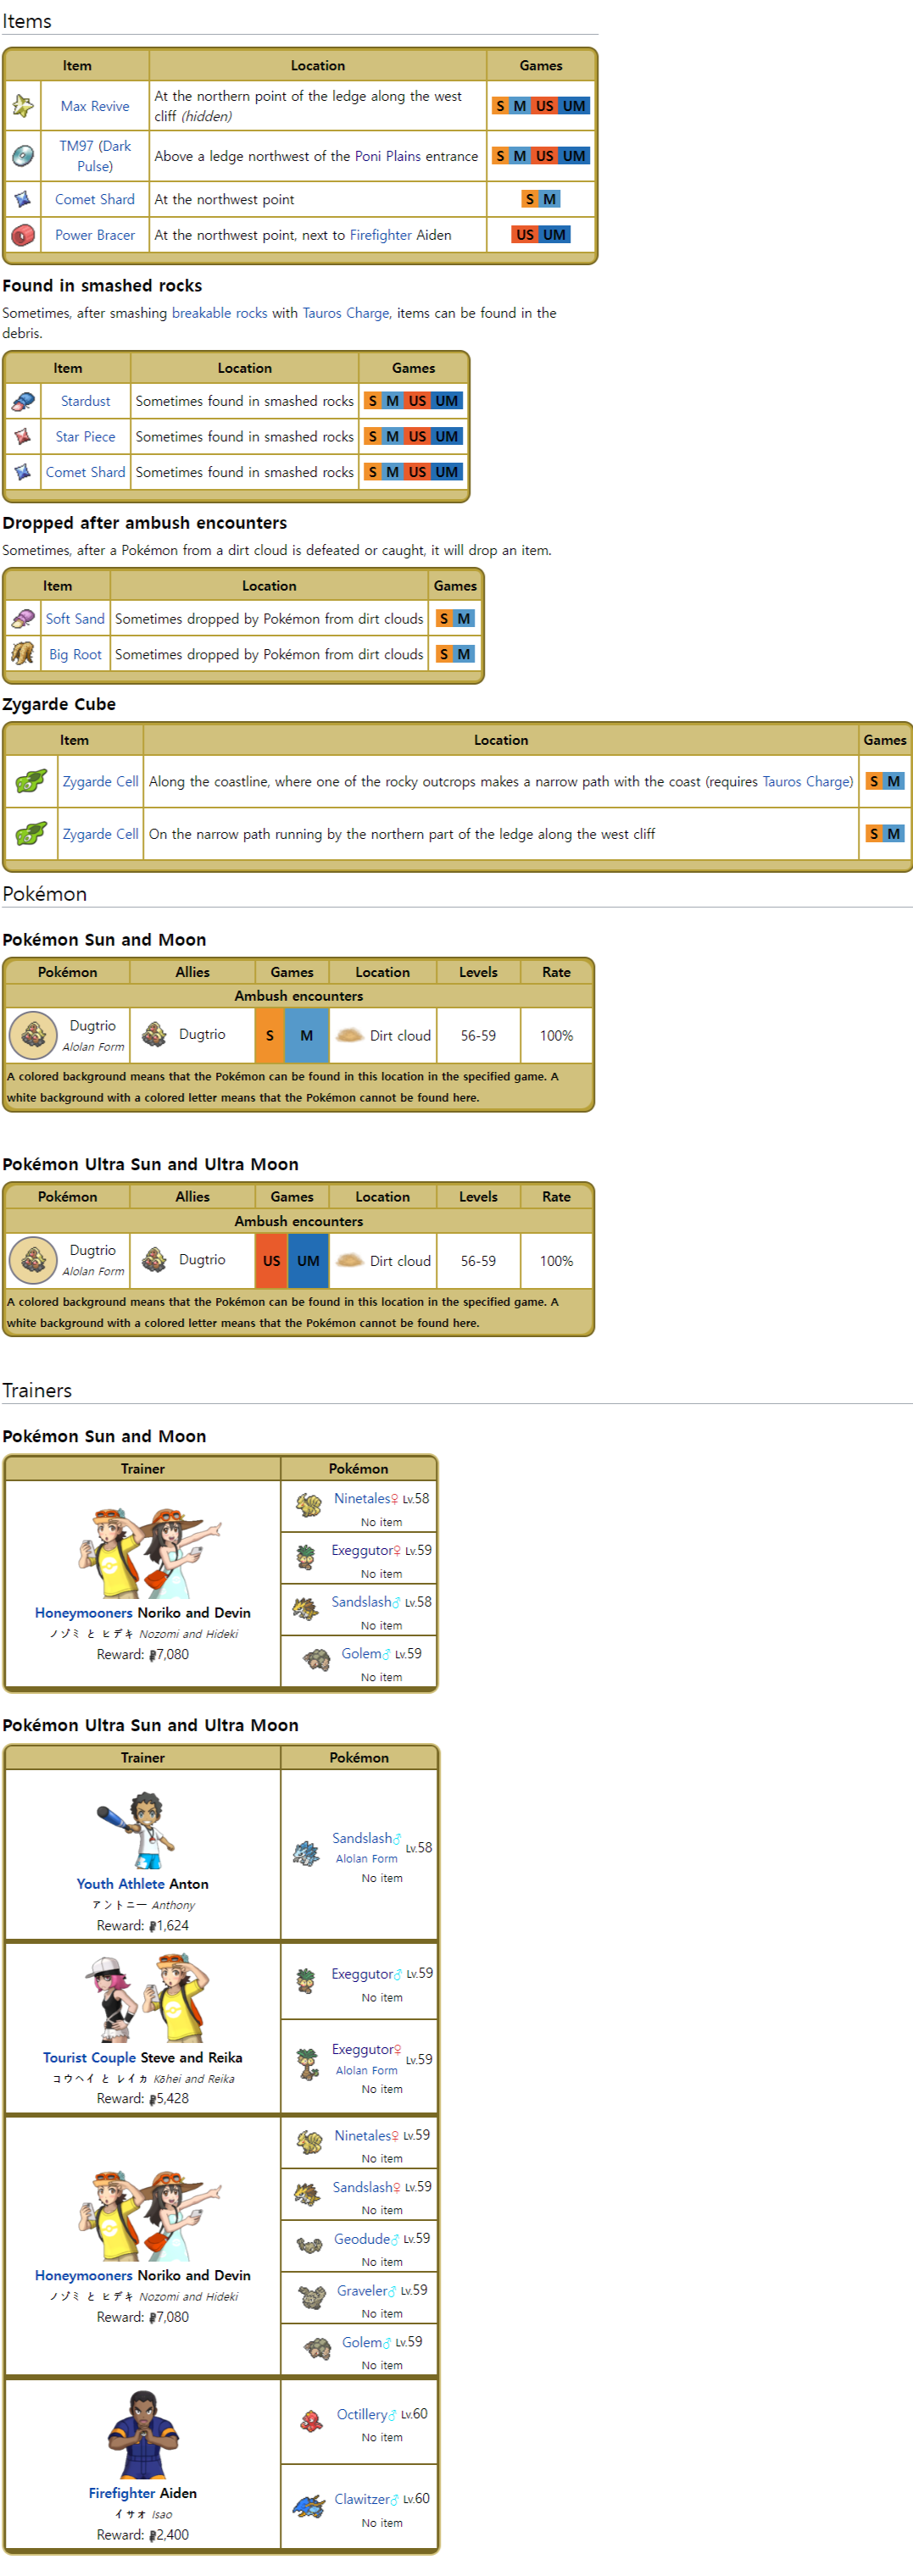 Items
Item Location Games
Max Revive At the northern point of the ledge along the west
cliff (hidden) S M US UM
TM97 (Dark
Pulse) Above a ledge northwest of the Poni Plains entrance S M US UM
Comet Shard At the northwest point S M
Power Bracer At the northwest point, next to Firefighter Aiden US UM
Found in smashed rocks
Sometimes, after smashing breakable rocks with Tauros Charge, items can be found in the
debris.
Item Location Games
Stardust Sometimes found in smashed rocks S M US UM
Star Piece Sometimes found in smashed rocks S M US UM
Comet Shard Sometimes found in smashed rocks S M US UM
Dropped after ambush encounters
Sometimes, after a Pokémon from a dirt cloud is defeated or caught, it will drop an item.
Item Location Games
Soft Sand Sometimes dropped by Pokémon from dirt clouds S M
Big Root Sometimes dropped by Pokémon from dirt clouds S M
Zygarde Cube
Item Location Games
Zygarde Cell Along the coastline, where one of the rocky outcrops makes a narrow path with the coast (requires Tauros Charge) S M
Zygarde Cell On the narrow path running by the northern part of the ledge along the west cliff S M
Pokémon
Pokémon Sun and Moon
Pokémon Allies Games Location Levels Rate
Ambush encounters
Dugtrio
Alolan Form Dugtrio S M Dirt cloud 56-59 100%
A colored background means that the Pokémon can be found in this location in the specified game. A
white background with a colored letter means that the Pokémon cannot be found here.
Pokémon Ultra Sun and Ultra Moon
Pokémon Allies Games Location Levels Rate
Ambush encounters
Dugtrio
Alolan Form Dugtrio US UM Dirt cloud 56-59 100%
A colored background means that the Pokémon can be found in this location in the specified game. A
white background with a colored letter means that the Pokémon cannot be found here.
Trainers
Pokémon Sun and Moon
Trainer Pokémon
Honeymooners Noriko and Devin
ノゾミ と ヒデキ Nozomi and Hideki
Reward: 7,080
Ninetales♀ Lv.58
No item
Exeggutor♀ Lv.59
No item
Sandslash♂ Lv.58
No item
Golem♂ Lv.59
No item
Pokémon Ultra Sun and Ultra Moon
Trainer Pokémon
Youth Athlete Anton
アントニー Anthony
Reward: 1,624
Sandslash♂ Lv.58
Alolan Form
No item
Tourist Couple Steve and Reika
コウヘイ と レイカ Kōhei and Reika
Reward: 5,428
Exeggutor♂ Lv.59
No item
Exeggutor♀ Lv.59
Alolan Form
No item
Honeymooners Noriko and Devin
ノゾミ と ヒデキ Nozomi and Hideki
Reward: 7,080
Ninetales♀ Lv.59
No item
Sandslash♀ Lv.59
No item
Geodude♂ Lv.59
No item
Graveler♂ Lv.59
No item
Golem♂ Lv.59
No item
Firefighter Aiden
イサオ Isao
Reward: 2,400
Octillery♂ Lv.60
No item
Clawitzer♂ Lv.60
No item